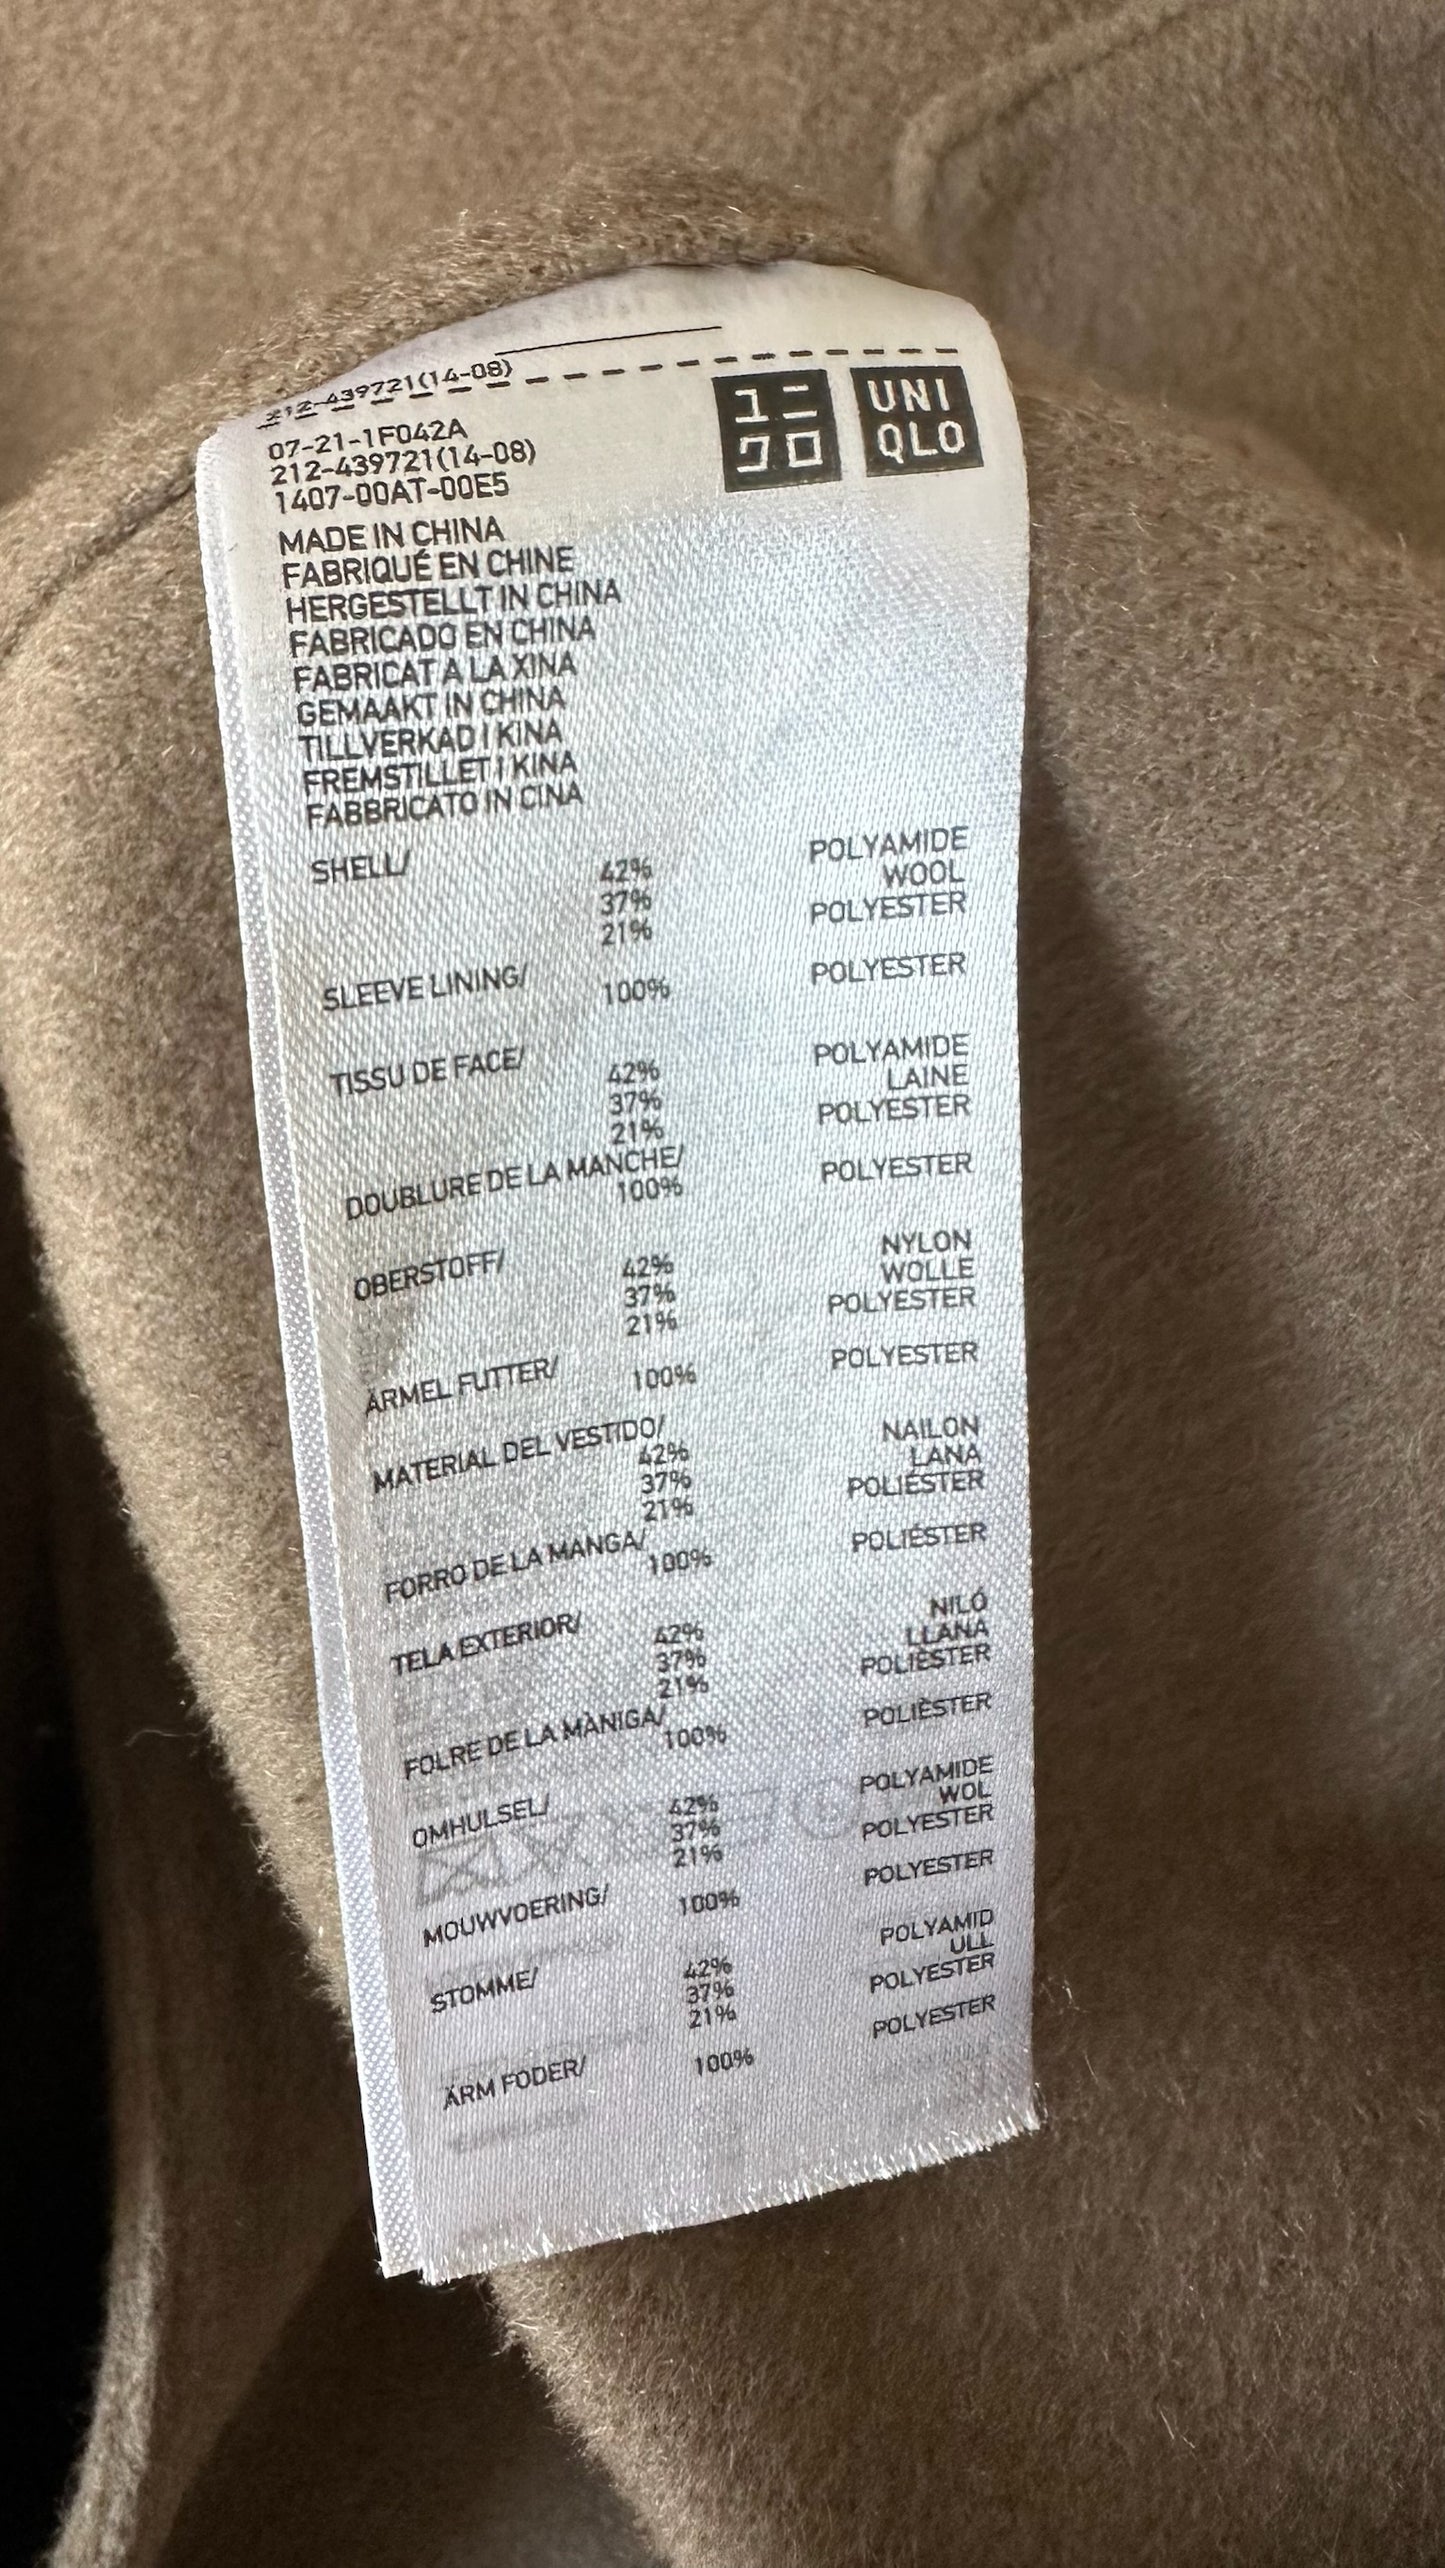 212-439721(14-08)
07-21-1F042A
212-439721(14-08)
1407-00AT-00E5
ユニ
クロ
UNI
QLO
MADE IN CHINA
FABRIQUÉ EN CHINE
HERGESTELLT IN CHINA
FABRICADO EN CHINA
FABRICAT A LA XINA
GEMAAKT IN CHINA
TILLVERKAD I KINA
FREMSTILLET I KINA
FABBRICATO IN CINA
SHELL/
42% POLYAMIDE
37% WOOL
21% POLYESTER
SLEEVE LINING/
100% POLYESTER
TISSU DE FACE/
42% POLYAMIDE
37% LAINE
21% POLYESTER
DOUBLURE DE LA MANCHE/
100% POLYESTER
OBERSTOFF/
42% NYLON
37% WOLLE
21% POLYESTER
ÄRMEL FUTTER/
100% POLYESTER
MATERIAL DEL VESTIDO/
42% NAILON
37% LANA
21% POLIÉSTER
FORRO DE LA MANGA/
100% POLIÉSTER
TELA EXTERIOR/
42% NILÓ
37% LLANA
21% POLIÈSTER
FOLRE DE LA MÀNIGA/
100% POLIÈSTER
OMHULSEL/
42% POLYAMIDE
37% WOL
21% POLYESTER
MOUWVOERING/
100% POLYESTER
STOMME/
42% POLYAMID
37% ULL
21% POLYESTER
ÄRM FODER/
100% POLYESTER